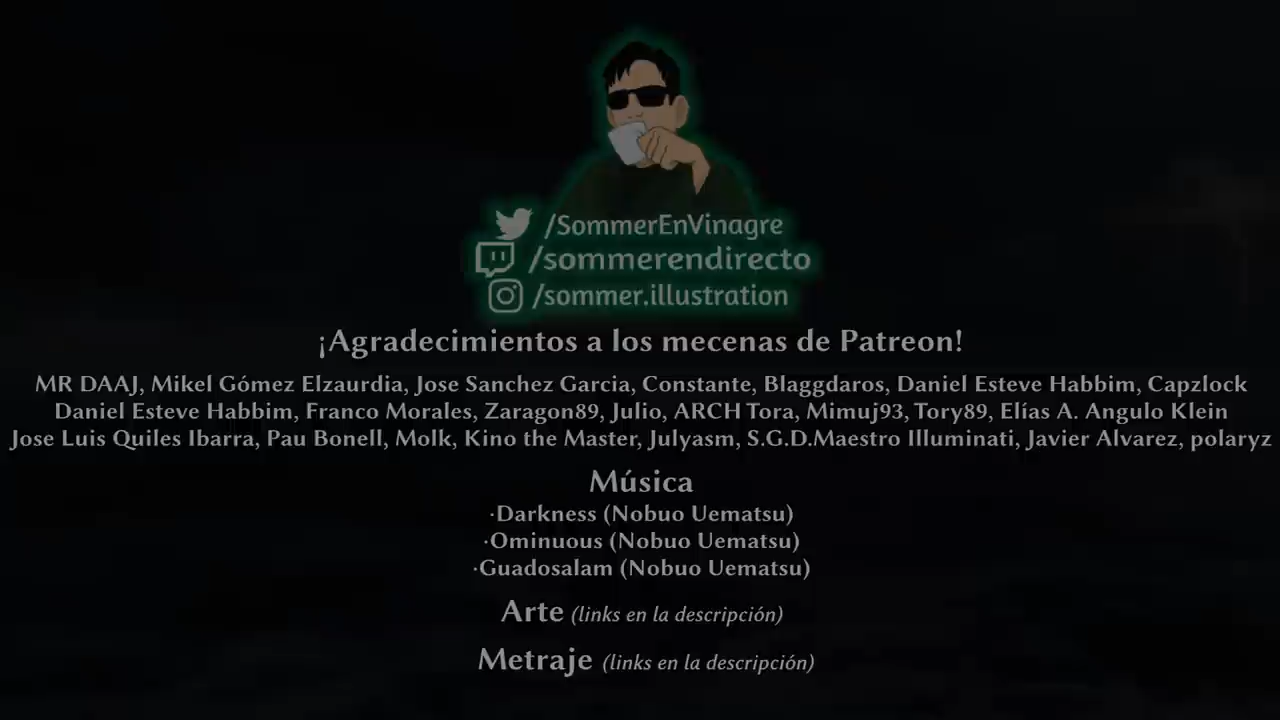 /SommerEnVinagre
/sommerendirecto
/sommer.illustration
¡Agradecimientos a los mecenas de Patreon!
MR DAAJ, Mikel Gómez Elzaurdia, Jose Sanchez Garcia, Constante, Blaggdaros, Daniel Esteve Habbim, Capzlock
Daniel Esteve Habbim, Franco Morales, Zaragon89, Julio, ARCH Tora, Mimuj93, Tory89, Elías A. Angulo Klein
Jose Luis Quiles Ibarra, Pau Bonell, Molk, Kino the Master, Julyasm, S.G.D.Maestro Illuminati, Javier Alvarez, polaryz
Música
·Darkness (Nobuo Uematsu)
·Ominuous (Nobuo Uematsu)
·Guadosalam (Nobuo Uematsu)
Arte (links en la descripción)
Metraje (links en la descripción)